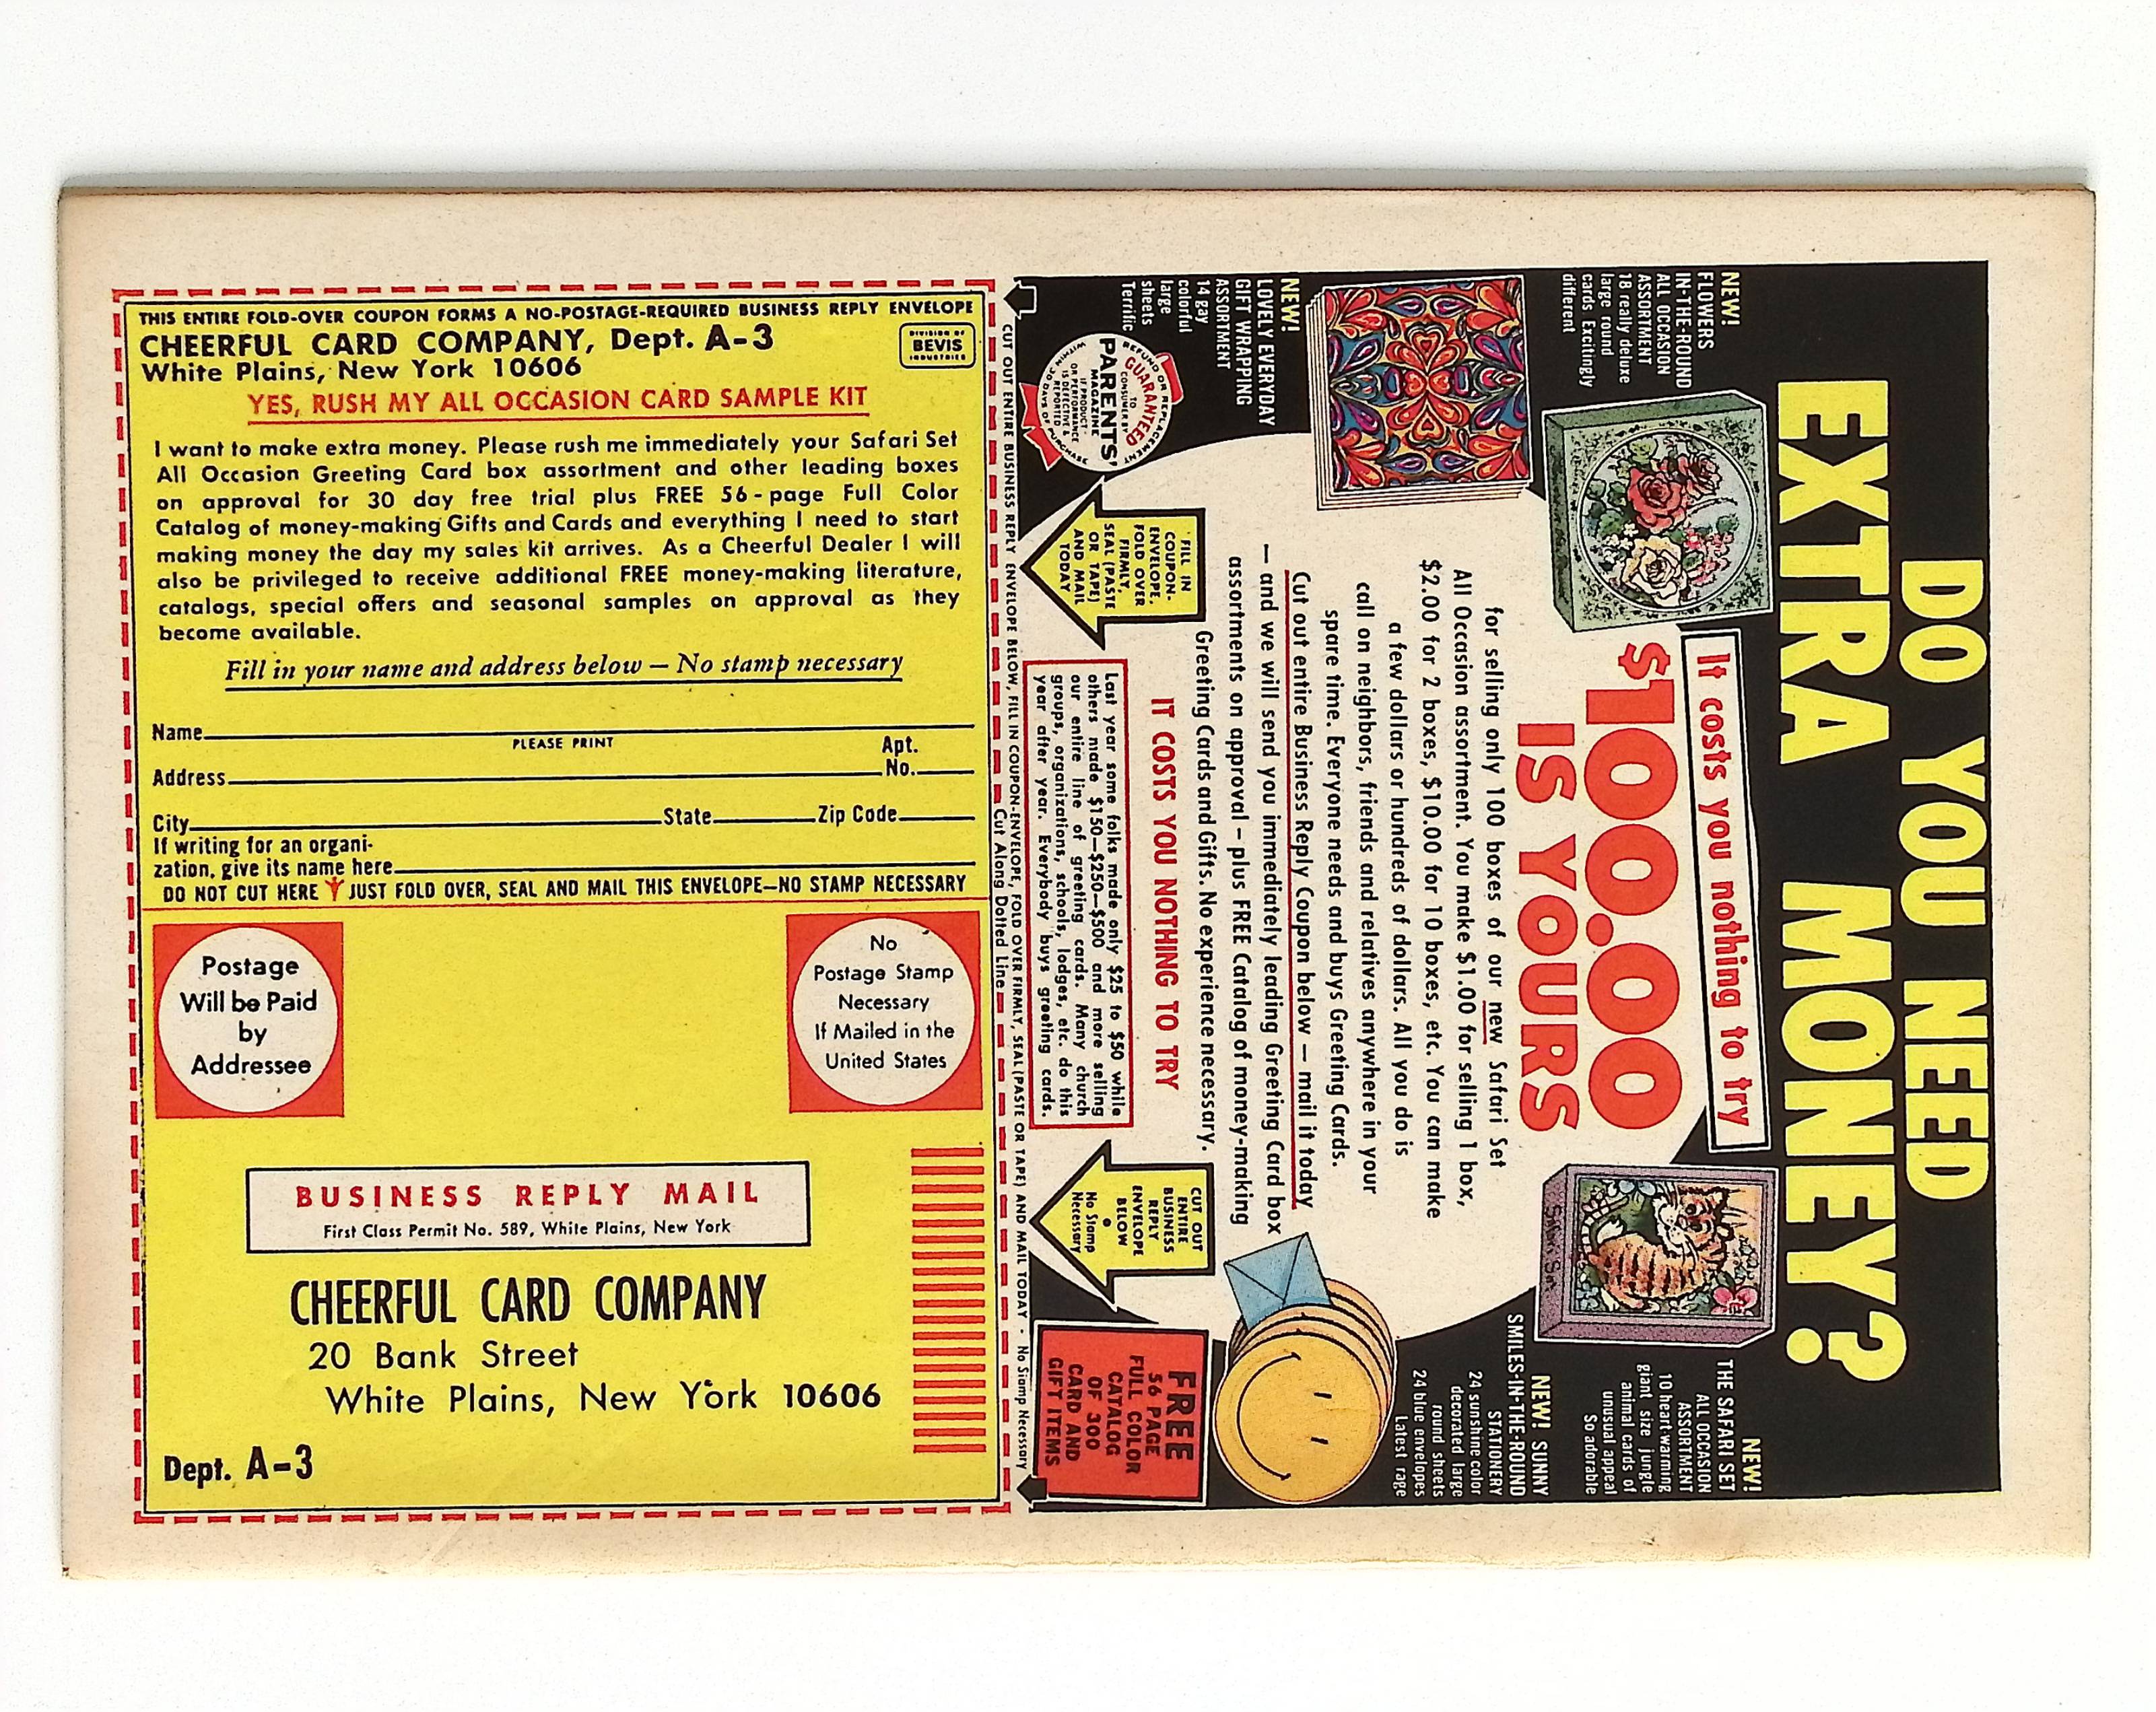 DO YOU NEED
EXTRA MONEY?
NEW!
FLOWERS
IN-THE-ROUND
ALL OCCASION
ASSORTMENT
18 really deluxe
large round
cards Excitingly
different
It costs you nothing to try
$100.00
IS YOURS
NEW!
THE SAFARI SET
ALL OCCASION
ASSORTMENT
10 heart-warming
giant size jungle
animal cards of
unusual appeal
So adorable
SAFARI SET
for selling only 100 boxes of our new Safari Set
All Occasion assortment. You make $1.00 for selling 1 box,
$2.00 for 2 boxes, $10.00 for 10 boxes, etc. You can make
a few dollars or hundreds of dollars. All you do is
call on neighbors, friends and relatives anywhere in your
spare time. Everyone needs and buys Greeting Cards.
Cut out entire Business Reply Coupon below — mail it today
— and we will send you immediately leading Greeting Card box
assortments on approval – plus FREE Catalog of money-making
Greeting Cards and Gifts. No experience necessary.
IT COSTS YOU NOTHING TO TRY
NEW!
LOVELY EVERYDAY
GIFT WRAPPING
ASSORTMENT
14 gay
colorful
large
sheets
Terrific
REFUND OR REPLACEMENT
GUARANTEED
TO
CONSUMER BY
PARENTS'
MAGAZINE
IF PRODUCT
OR PERFORMANCE
IS DEFECTIVE &
REPORTED
WITHIN 30 DAYS OF PURCHASE
NEW! SUNNY
SMILES-IN-THE-ROUND
STATIONERY
24 sunshine color
decorated large
round sheets
24 blue envelopes
Latest rage
FILL IN
COUPON-
ENVELOPE,
FOLD OVER
FIRMLY,
SEAL (PASTE
OR TAPE)
AND MAIL
TODAY
Last year some folks made only $25 to $50 while
others made $150—$250—$500 and more selling
our entire line of greeting cards. Many church
groups, organizations, schools, lodges, etc. do this
year after year. Everybody buys greeting cards.
CUT OUT
ENTIRE
BUSINESS
REPLY
ENVELOPE
BELOW
•
No Stamp
Necessary
FREE
56 PAGE
FULL COLOR
CATALOG
OF 300
CARD AND
GIFT ITEMS
CUT OUT ENTIRE BUSINESS REPLY ENVELOPE BELOW, FILL IN COUPON-ENVELOPE, FOLD OVER FIRMLY, SEAL (PASTE OR TAPE) AND MAIL TODAY - No Stamp Necessary
Cut Along Dotted Line
THIS ENTIRE FOLD-OVER COUPON FORMS A NO-POSTAGE-REQUIRED BUSINESS REPLY ENVELOPE
CHEERFUL CARD COMPANY, Dept. A-3
White Plains, New York 10606
DIVISION OF
BEVIS
INDUSTRIES
YES, RUSH MY ALL OCCASION CARD SAMPLE KIT
I want to make extra money. Please rush me immediately your Safari Set
All Occasion Greeting Card box assortment and other leading boxes
on approval for 30 day free trial plus FREE 56-page Full Color
Catalog of money-making Gifts and Cards and everything I need to start
making money the day my sales kit arrives. As a Cheerful Dealer I will
also be privileged to receive additional FREE money-making literature,
catalogs, special offers and seasonal samples on approval as they
become available.
Fill in your name and address below — No stamp necessary
Name
PLEASE PRINT
Address Apt. No.
City State Zip Code
If writing for an organi-
zation, give its name here
DO NOT CUT HERE JUST FOLD OVER, SEAL AND MAIL THIS ENVELOPE—NO STAMP NECESSARY
Postage
Will be Paid
by
Addressee
No
Postage Stamp
Necessary
If Mailed in the
United States
BUSINESS REPLY MAIL
First Class Permit No. 589, White Plains, New York
CHEERFUL CARD COMPANY
20 Bank Street
White Plains, New York 10606
Dept. A-3